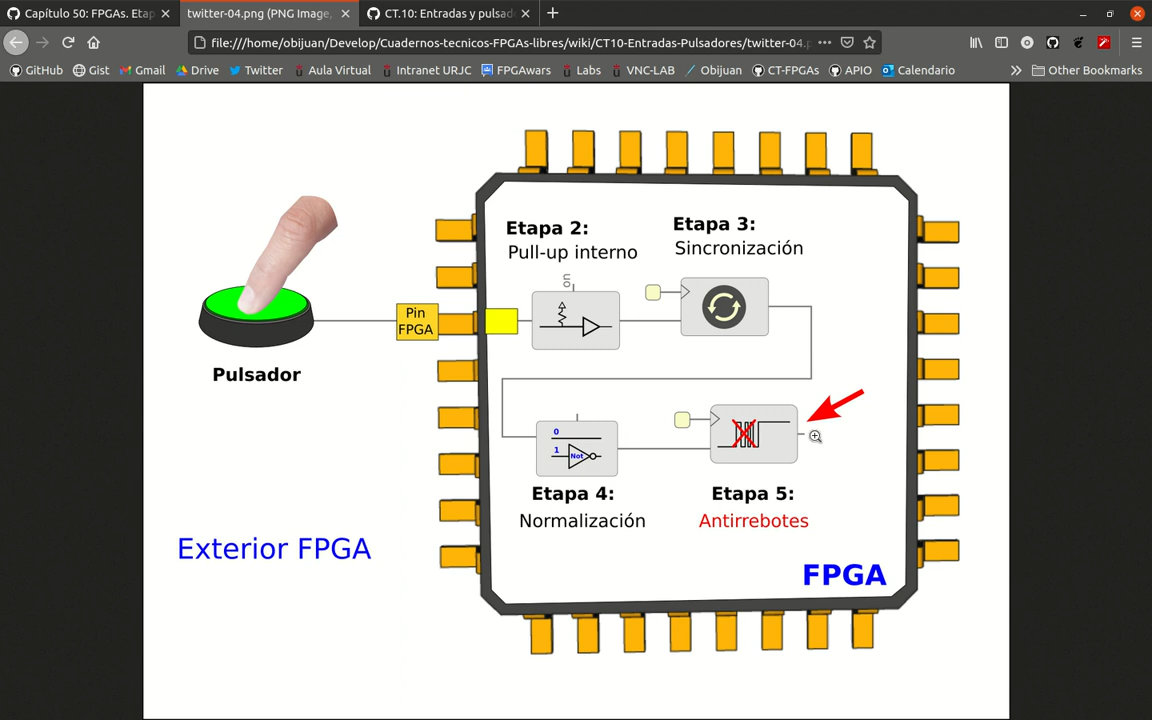 Capítulo 50: FPGAs. Etap
twitter-04.png (PNG Image,
CT.10: Entradas y pulsad
file:///home/obijuan/Develop/Cuadernos-tecnicos-FPGAs-libres/wiki/CT10-Entradas-Pulsadores/twitter-04.p
GitHub
Gist
Gmail
Drive
Twitter
Aula Virtual
Intranet URJC
FPGAwars
Labs
VNC-LAB
Obijuan
CT-FPGAs
APIO
Calendario
Other Bookmarks
Etapa 2:
Pull-up interno
Etapa 3:
Sincronización
on
Pin
FPGA
Pulsador
0
1
Not
Etapa 4:
Normalización
Etapa 5:
Antirrebotes
Exterior FPGA
FPGA